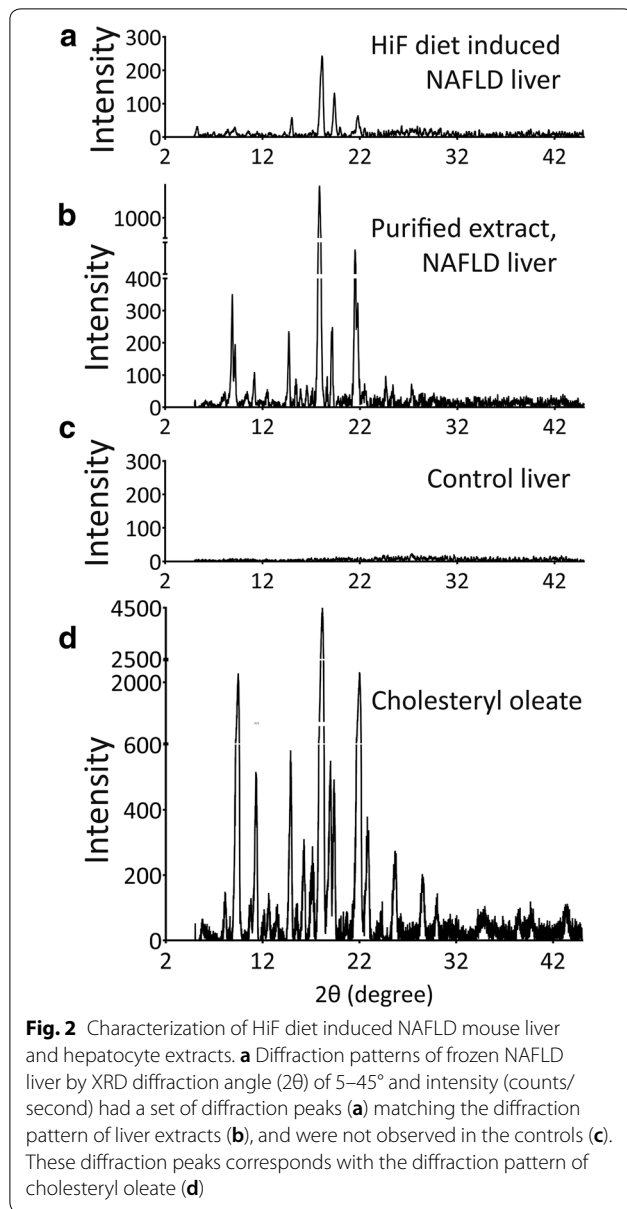 a
300
200
100
0
Intensity
HiF diet induced
NAFLD liver
2 12 22 32 42
b
1000
400
300
200
100
0
Intensity
Purified extract,
NAFLD liver
2 12 22 32 42
c
300
200
100
0
Control liver
2 12 22 32 42
d
4500
2500
2000
600
400
200
0
Intensity
Cholesteryl oleate
2 12 22 32 42
2θ (degree)
Fig. 2 Characterization of HiF diet induced NAFLD mouse liver
and hepatocyte extracts. a Diffraction patterns of frozen NAFLD
liver by XRD diffraction angle (2θ) of 5–45° and intensity (counts/
second) had a set of diffraction peaks (a) matching the diffraction
pattern of liver extracts (b), and were not observed in the controls (c).
These diffraction peaks corresponds with the diffraction pattern of
cholesteryl oleate (d)